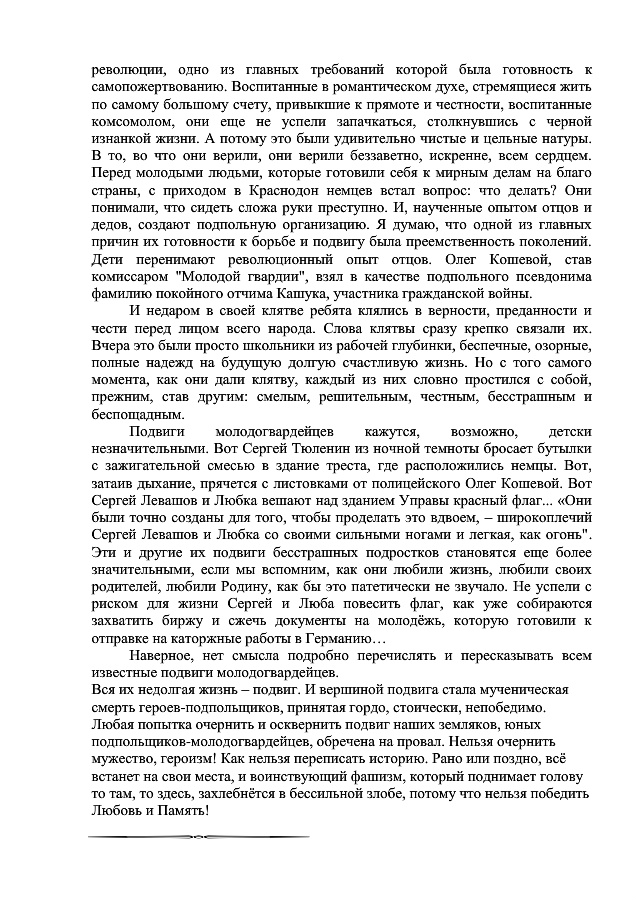 революции, одно из главных требований которой была готовность к
самопожертвованию. Воспитанные в романтическом духе, стремящиеся жить
по самому большому счету, привыкшие к прямоте и честности, воспитанные
комсомолом, они еще не успели запачкаться, столкнувшись с черной
изнанкой жизни. А потому это были удивительно чистые и цельные натуры.
В то, во что они верили, они верили беззаветно, искренне, всем сердцем.
Перед молодыми людьми, которые готовили себя к мирным делам на благо
страны, с приходом в Краснодон немцев встал вопрос: что делать? Они
понимали, что сидеть сложа руки преступно. И, наученные опытом отцов и
дедов, создают подпольную организацию. Я думаю, что одной из главных
причин их готовности к борьбе и подвигу была преемственность поколений.
Дети перенимают революционный опыт отцов. Олег Кошевой, став
комиссаром "Молодой гвардии", взял в качестве подпольного псевдонима
фамилию покойного отчима Кашука, участника гражданской войны.
И недаром в своей клятве ребята клялись в верности, преданности и
чести перед лицом всего народа. Слова клятвы сразу крепко связали их.
Вчера это были просто школьники из рабочей глубинки, беспечные, озорные,
полные надежд на будущую долгую счастливую жизнь. Но с того самого
момента, как они дали клятву, каждый из них словно простился с собой,
прежним, став другим: смелым, решительным, честным, бесстрашным и
беспощадным.
Подвиги молодогвардейцев кажутся, возможно, детски
незначительными. Вот Сергей Тюленин из ночной темноты бросает бутылки
с зажигательной смесью в здание треста, где расположились немцы. Вот,
затаив дыхание, прячется с листовками от полицейского Олег Кошевой. Вот
Сергей Левашов и Любка вешают над зданием Управы красный флаг... «Они
были точно созданы для того, чтобы проделать это вдвоем, – широкоплечий
Сергей Левашов и Любка со своими сильными ногами и легкая, как огонь".
Эти и другие их подвиги бесстрашных подростков становятся еще более
значительными, если мы вспомним, как они любили жизнь, любили своих
родителей, любили Родину, как бы это патетически не звучало. Не успели с
риском для жизни Сергей и Люба повесить флаг, как уже собираются
захватить биржу и сжечь документы на молодёжь, которую готовили к
отправке на каторжные работы в Германию…
Наверное, нет смысла подробно перечислять и пересказывать всем
известные подвиги молодогвардейцев.
Вся их недолгая жизнь – подвиг. И вершиной подвига стала мученическая
смерть героев-подпольщиков, принятая гордо, стоически, непобедимо.
Любая попытка очернить и осквернить подвиг наших земляков, юных
подпольщиков-молодогвардейцев, обречена на провал. Нельзя очернить
мужество, героизм! Как нельзя переписать историю. Рано или поздно, всё
встанет на свои места, и воинствующий фашизм, который поднимает голову
то там, то здесь, захлебнётся в бессильной злобе, потому что нельзя победить
Любовь и Память!